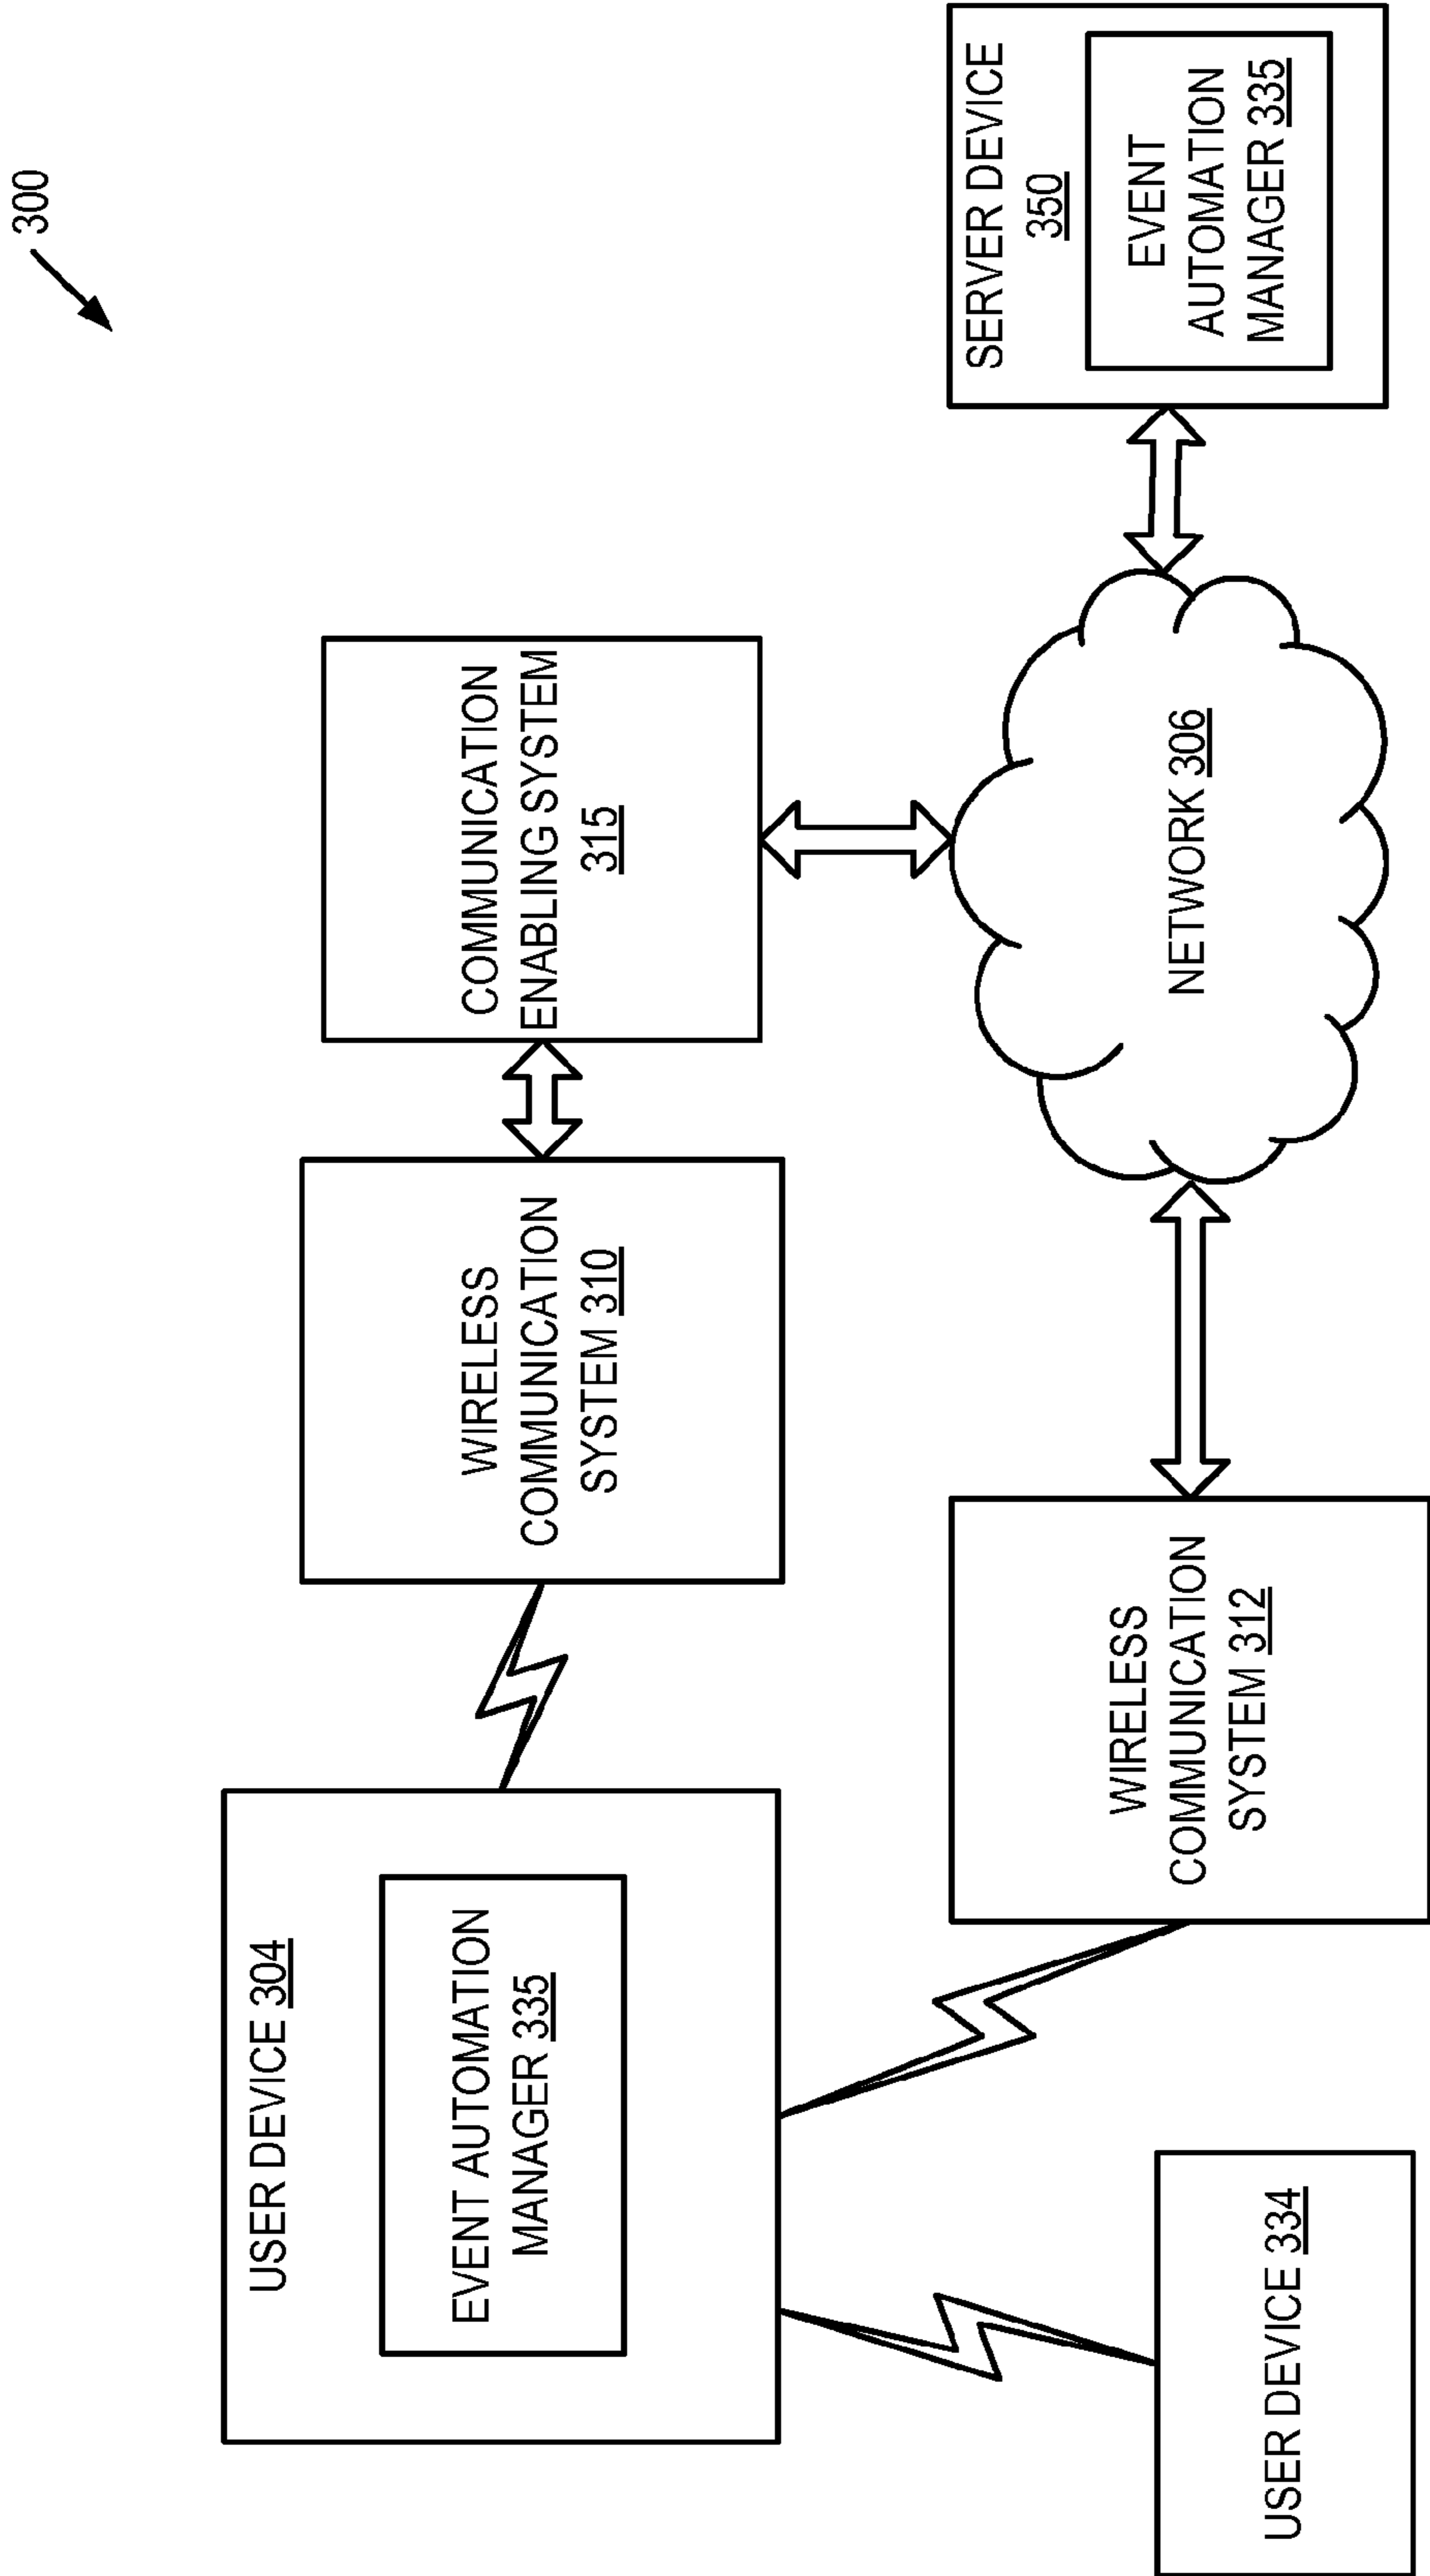 300
USER DEVICE 304
EVENT AUTOMATION
MANAGER 335
WIRELESS
COMMUNICATION
SYSTEM 310
COMMUNICATION
ENABLING SYSTEM
315
USER DEVICE 334
WIRELESS
COMMUNICATION
SYSTEM 312
NETWORK 306
SERVER DEVICE
350
EVENT
AUTOMATION
MANAGER 335